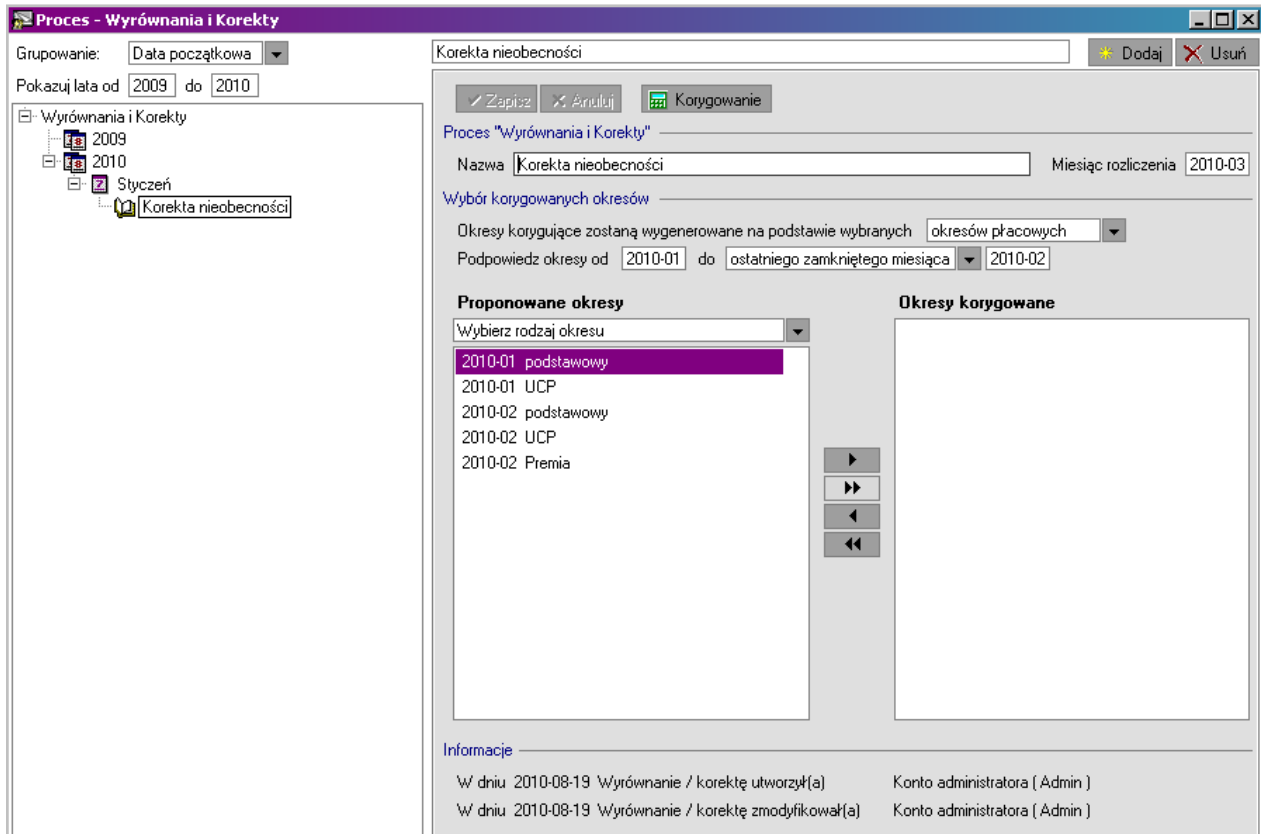 Proces - Wyrównania i Korekty
Grupowanie: Data początkowa
Pokazuj lata od 2009 do 2010
Wyrównania i Korekty
2009
2010
Styczeń
Korekta nieobecności
Korekta nieobecności Dodaj Usuń
Zapisz Anuluj Korygowanie
Proces "Wyrównania i Korekty"
Nazwa Korekta nieobecności Miesiąc rozliczenia 2010-03
Wybór korygowanych okresów
Okresy korygujące zostaną wygenerowane na podstawie wybranych okresów płacowych
Podpowiedz okresy od 2010-01 do ostatniego zamkniętego miesiąca 2010-02
Proponowane okresy Okresy korygowane
Wybierz rodzaj okresu
2010-01 podstawowy
2010-01 UCP
2010-02 podstawowy
2010-02 UCP
2010-02 Premia
Informacje
W dniu 2010-08-19 Wyrównanie / korektę utworzył(a) Konto administratora ( Admin )
W dniu 2010-08-19 Wyrównanie / korektę zmodyfikował(a) Konto administratora ( Admin )